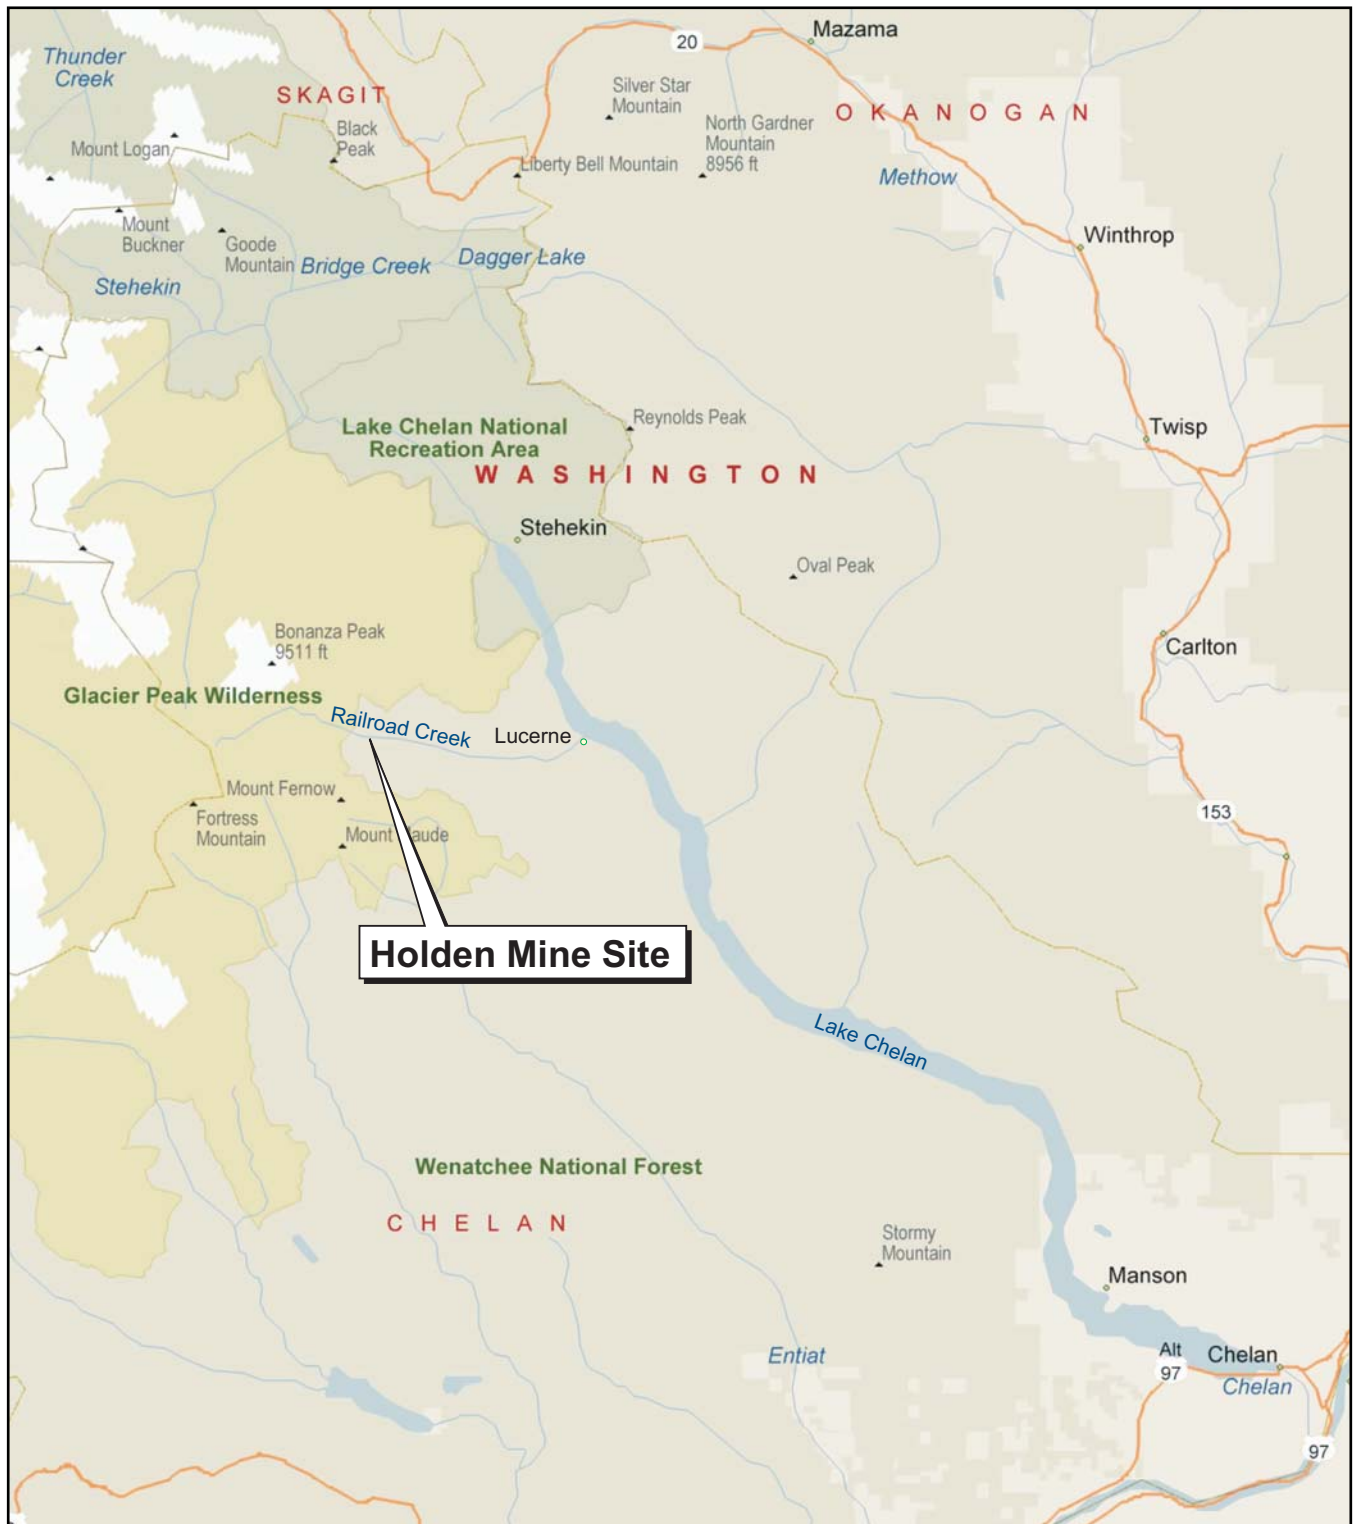 Mazama
20
Thunder
Creek
SKAGIT
Silver Star
Mountain
OKANOGAN
North Gardner
Mountain
8956 ft
Black
Peak
Mount Logan
Liberty Bell Mountain
Methow
Mount
Buckner
Goode
Mountain
Bridge Creek
Dagger Lake
Winthrop
Stehekin
Lake Chelan National
Recreation Area
Reynolds Peak
Twisp
WASHINGTON
Stehekin
Oval Peak
Bonanza Peak
9511 ft
Carlton
Glacier Peak Wilderness
Railroad Creek
Lucerne
Mount Fernow
Fortress
Mountain
Mount
153
Holden Mine Site
Lake Chelan
Wenatchee National Forest
CHELAN
Stormy
Mountain
Manson
Entiat
Alt
97
Chelan
Chelan
97